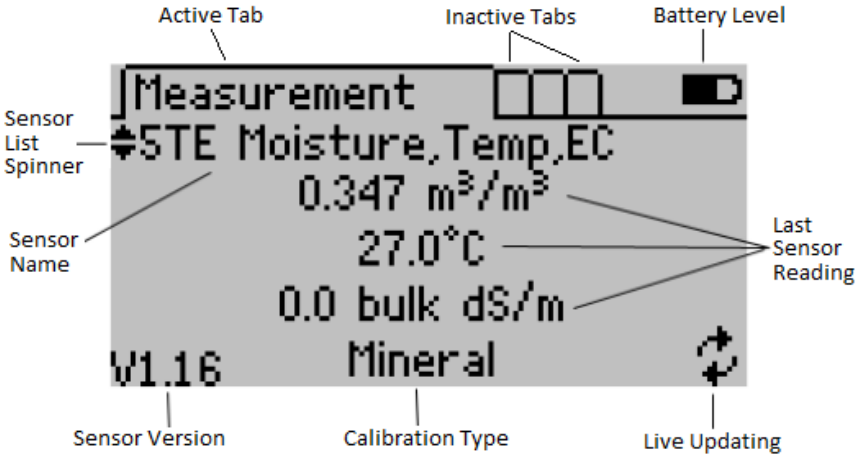 Active Tab
Inactive Tabs
Battery Level
Measurement
Sensor
List
Spinner
5TE Moisture,Temp,EC
0.347 m³/m³
Sensor
Name
27.0°C
Last
Sensor
Reading
0.0 bulk dS/m
V1.16
Mineral
Sensor Version
Calibration Type
Live Updating